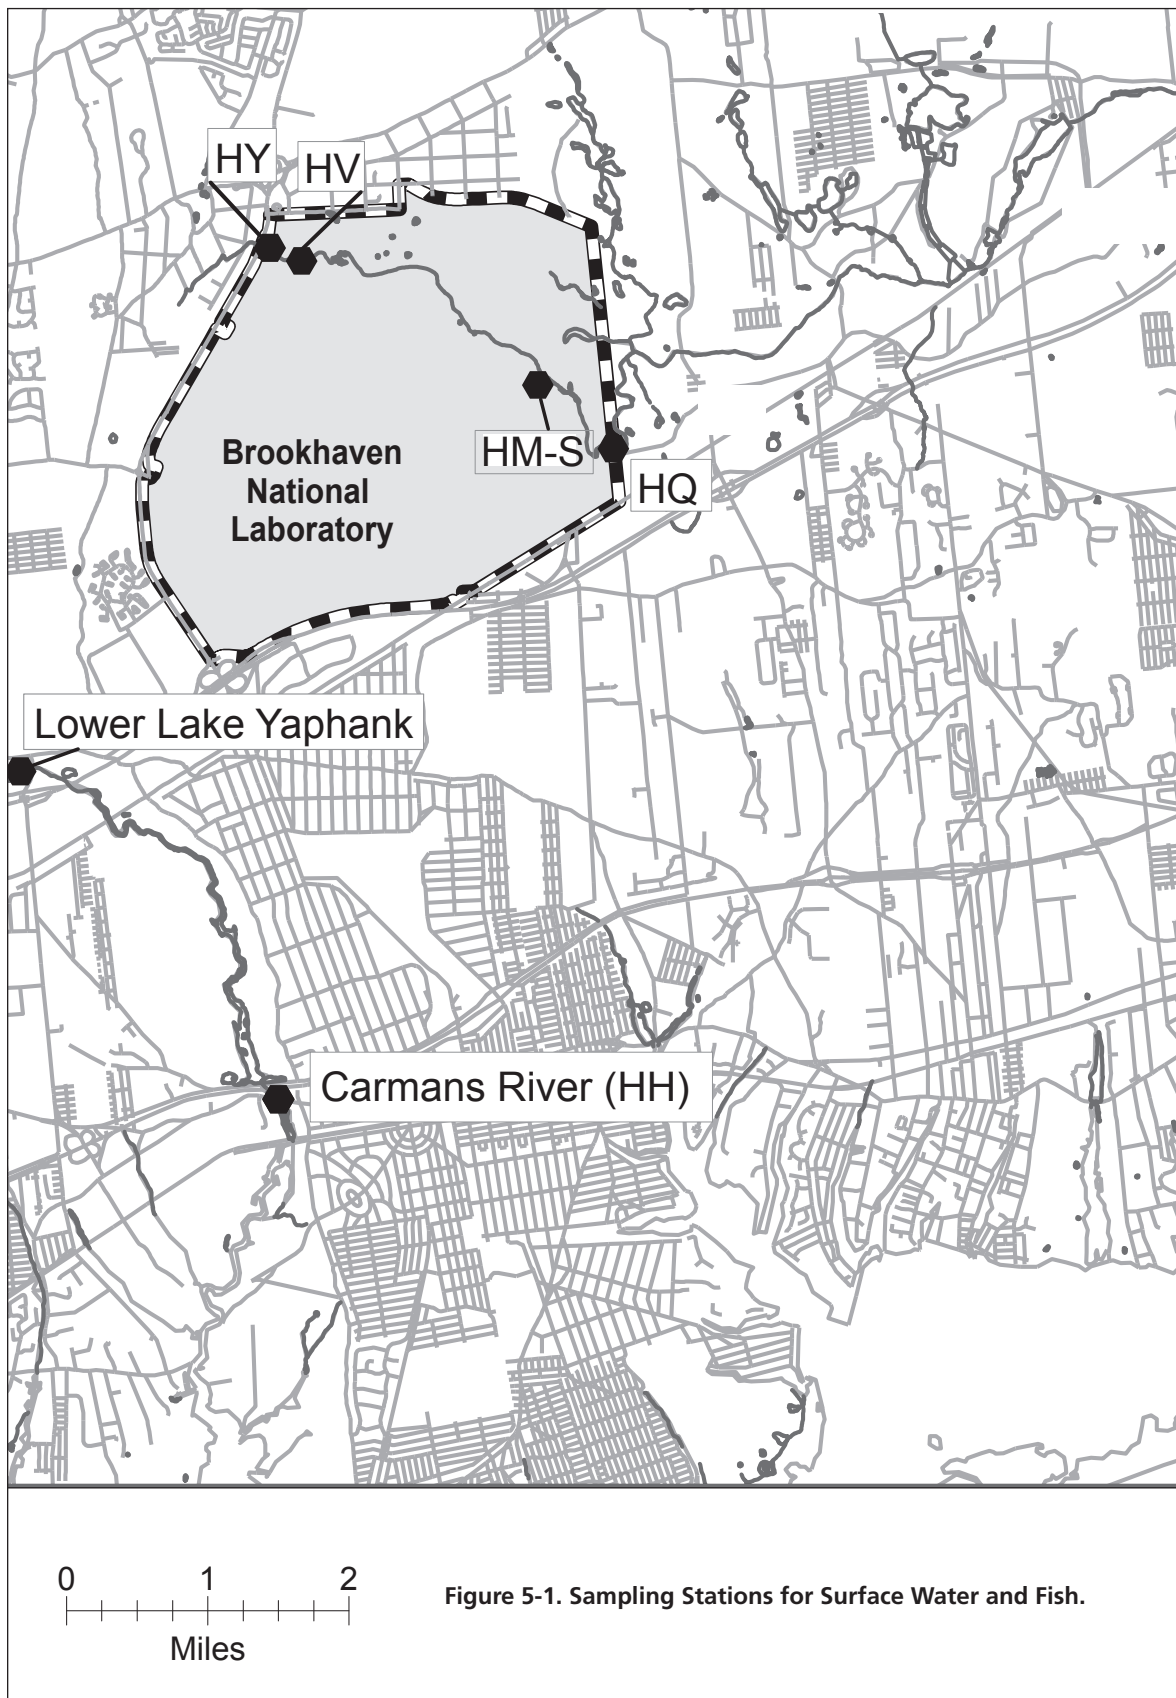 HY
HV
Brookhaven
National
Laboratory
HM-S
HQ
Lower Lake Yaphank
Carmans River (HH)
0 1 2
Miles
Figure 5-1. Sampling Stations for Surface Water and Fish.